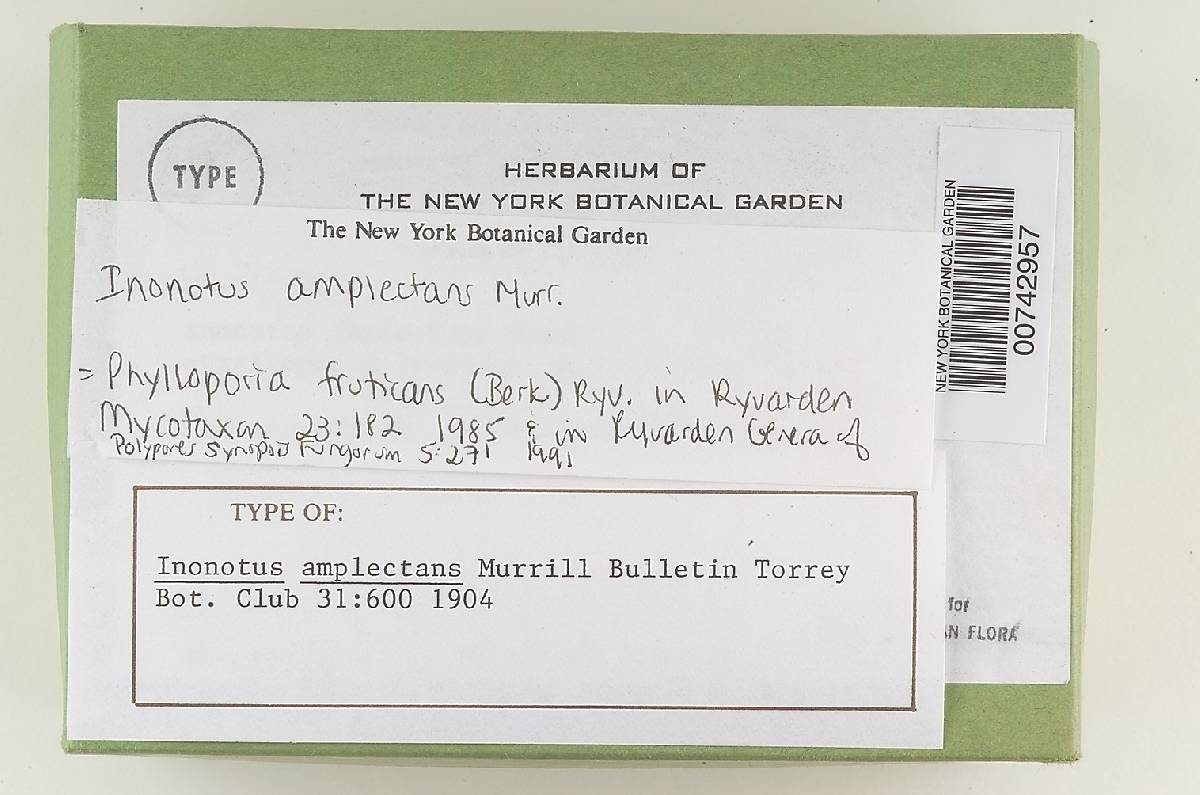 TYPE
HERBARIUM OF
THE NEW YORK BOTANICAL GARDEN
The New York Botanical Garden
Inonotus amplectans Murr.
= Phylloporia fruticans (Berk) Ryv. in Ryvarden
Mycotaxon 23:182 1985 & in Ryvarden Genera of
Polypores Synopsis Fungorum 5:271 1991
TYPE OF:
Inonotus amplectans Murrill Bulletin Torrey
Bot. Club 31:600 1904
for
AN FLORA
NEW YORK BOTANICAL GARDEN
00742957